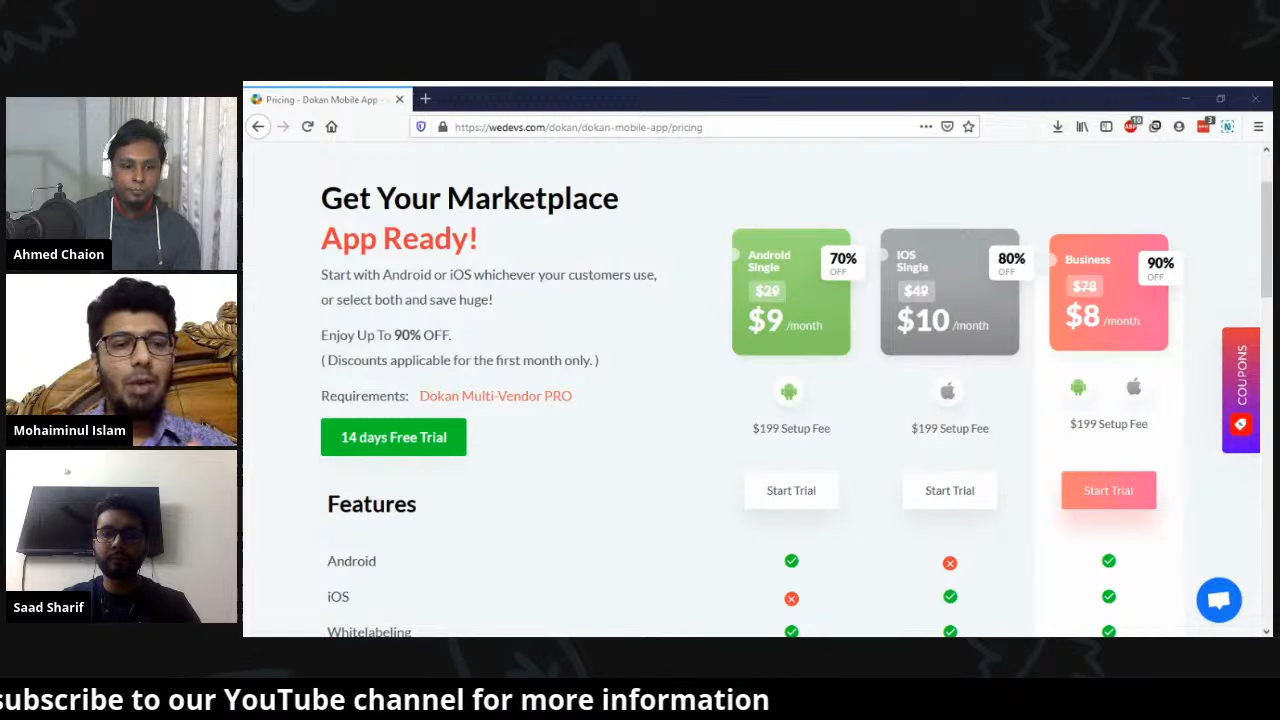 Pricing - Dokan Mobile App
https://wedevs.com/dokan/dokan-mobile-app/pricing
10
3
Ahmed Chaion
Mohaiminul Islam
Saad Sharif
Get Your Marketplace
App Ready!
Start with Android or iOS whichever your customers use,
or select both and save huge!
Enjoy Up To 90% OFF.
( Discounts applicable for the first month only. )
Requirements: Dokan Multi-Vendor PRO
14 days Free Trial
Android
Single
70%
OFF
$29
$9 /month
$199 Setup Fee
Start Trial
IOS
Single
80%
OFF
$49
$10 /month
$199 Setup Fee
Start Trial
Business
90%
OFF
$78
$8 /month
$199 Setup Fee
Start Trial
COUPONS
Features
Android
iOS
Whitelabeling
subscribe to our YouTube channel for more information